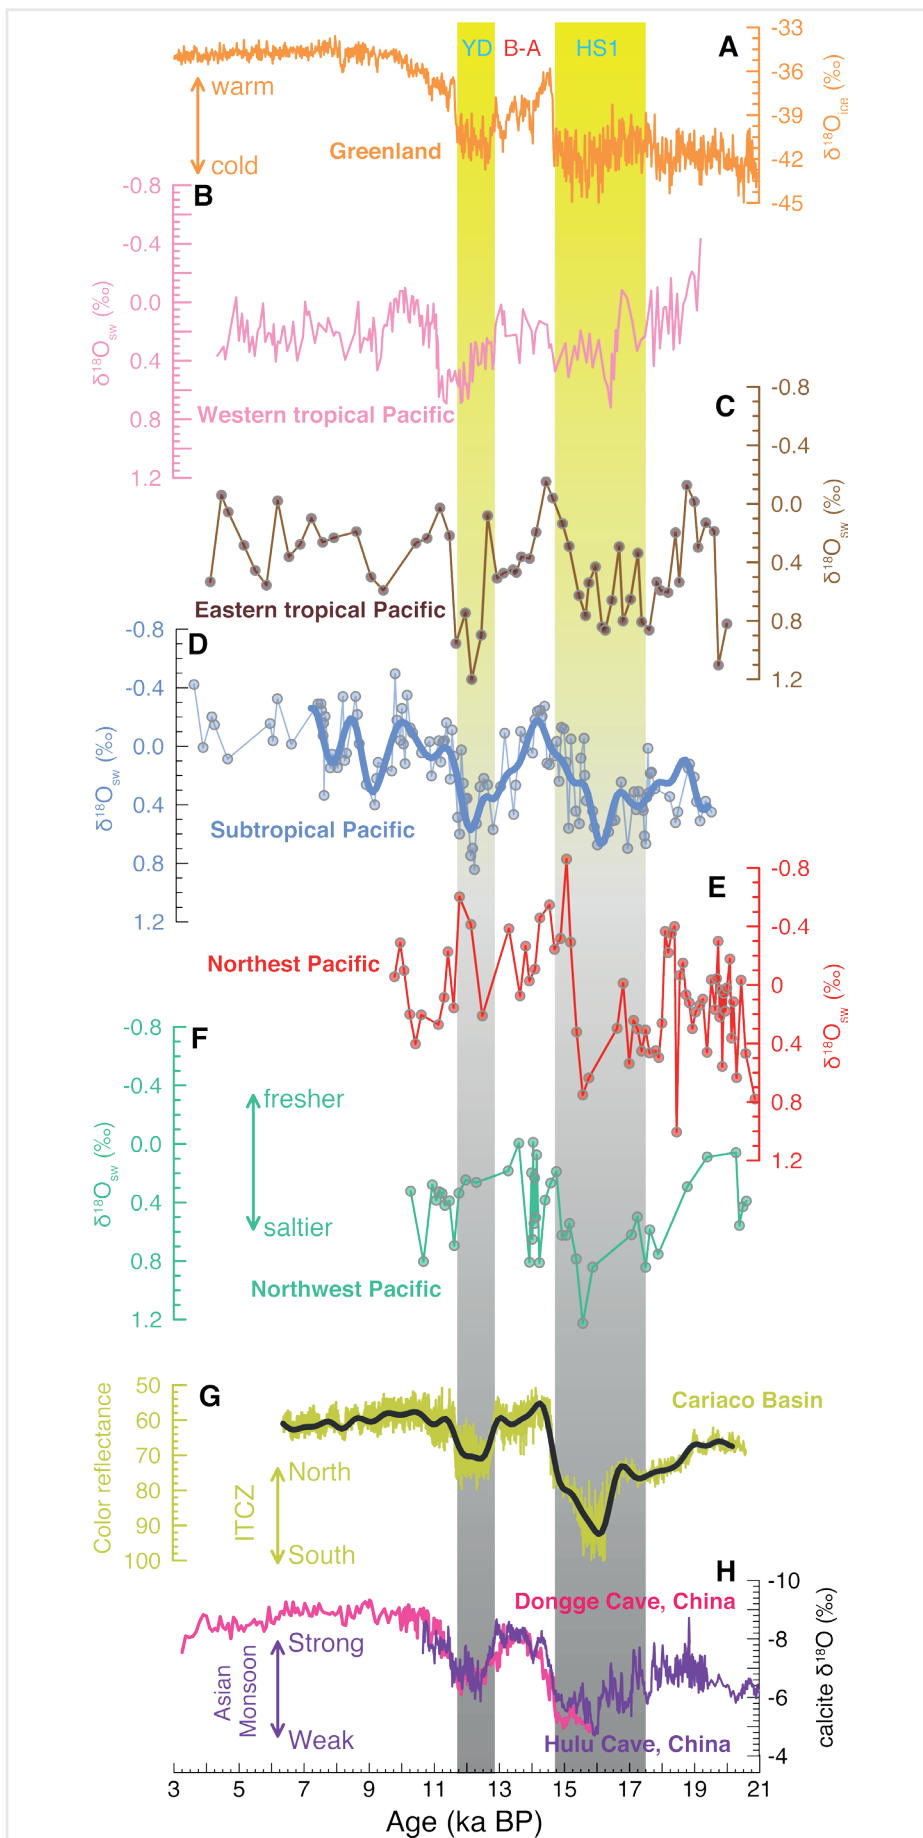 YD B-A HS1 A
-33
-36
-39
-42
-45
δ¹⁸Oice (‰)
warm
cold
Greenland
B
-0.8
-0.4
0.0
0.4
0.8
1.2
δ¹⁸Osw (‰)
Western tropical Pacific
C
-0.8
-0.4
0.0
0.4
0.8
1.2
δ¹⁸Osw (‰)
Eastern tropical Pacific
D
-0.8
-0.4
0.0
0.4
0.8
1.2
δ¹⁸Osw (‰)
Subtropical Pacific
E
-0.8
-0.4
0
0.4
0.8
1.2
δ¹⁸Osw (‰)
Northest Pacific
F
-0.8
-0.4
0.0
0.4
0.8
1.2
δ¹⁸Osw (‰)
fresher
saltier
Northwest Pacific
G
50
60
70
80
90
100
Color reflectance
Cariaco Basin
ITCZ
North
South
H
-10
-8
-6
-4
calcite δ¹⁸O (‰)
Dongge Cave, China
Asian
Monsoon
Strong
Weak
Hulu Cave, China
3 5 7 9 11 13 15 17 19 21
Age (ka BP)